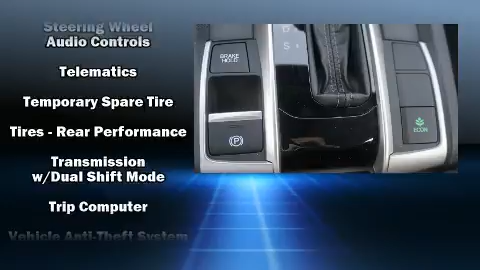 Steering Wheel
Audio Controls
Telematics
Temporary Spare Tire
Tires - Rear Performance
Transmission
w/Dual Shift Mode
Trip Computer
Vehicle Anti-Theft System
D
S
BRAKE
HOLD
ECON
(P)